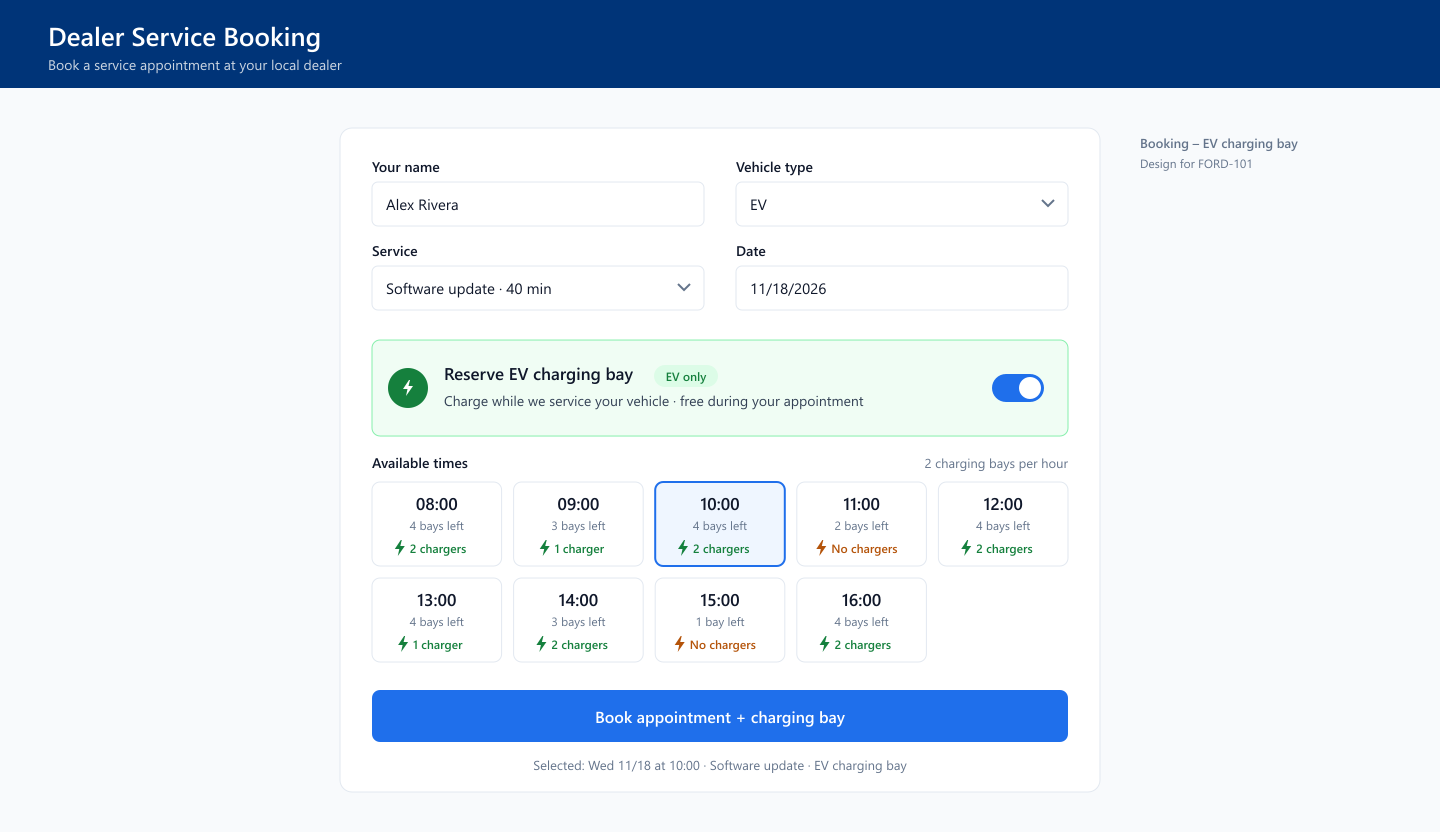 Dealer Service Booking
Book a service appointment at your local dealer
Booking – EV charging bay
Design for FORD-101
Your name
Vehicle type
Alex Rivera
EV
Service
Date
Software update · 40 min
11/18/2026
Reserve EV charging bay EV only
Charge while we service your vehicle · free during your appointment
Available times
2 charging bays per hour
08:00
4 bays left
2 chargers
09:00
3 bays left
1 charger
10:00
4 bays left
2 chargers
11:00
2 bays left
No chargers
12:00
4 bays left
2 chargers
13:00
4 bays left
1 charger
14:00
3 bays left
2 chargers
15:00
1 bay left
No chargers
16:00
4 bays left
2 chargers
Book appointment + charging bay
Selected: Wed 11/18 at 10:00 · Software update · EV charging bay